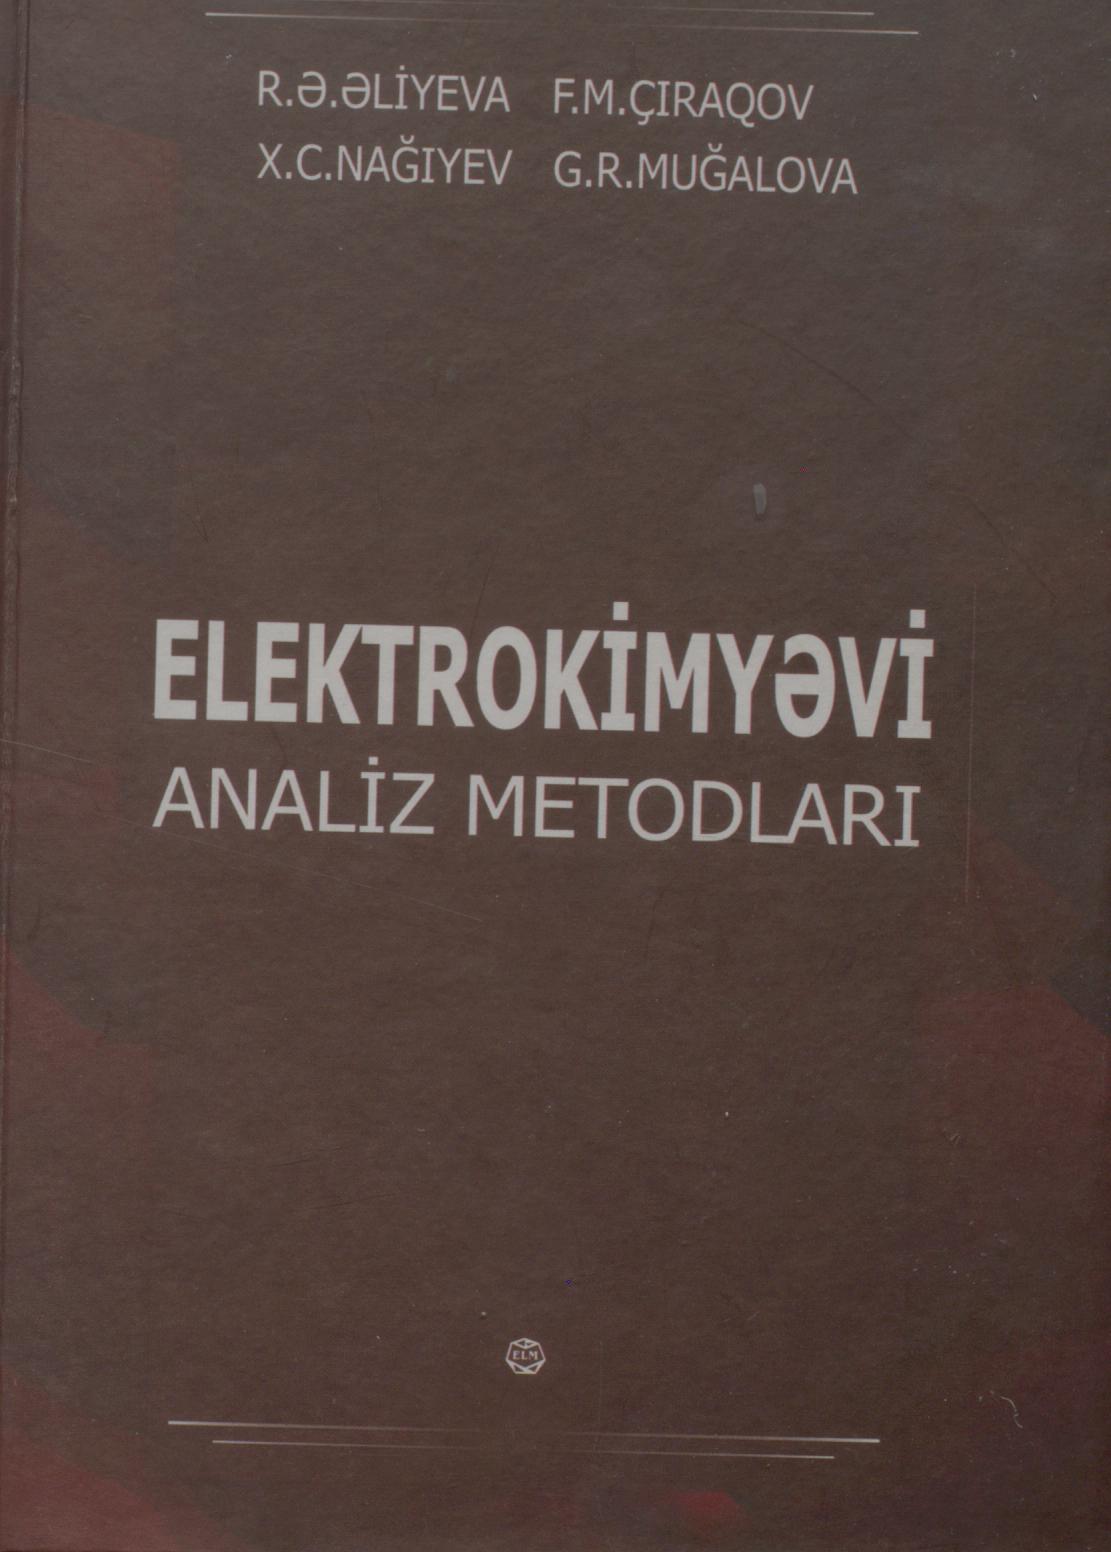 R.Ə.ƏLİYEVA F.M.ÇIRAQOV
X.C.NAĞIYEV G.R.MUĞALOVA
ELEKTROKİMYƏVİ
ANALİZ METODLARI
ELM